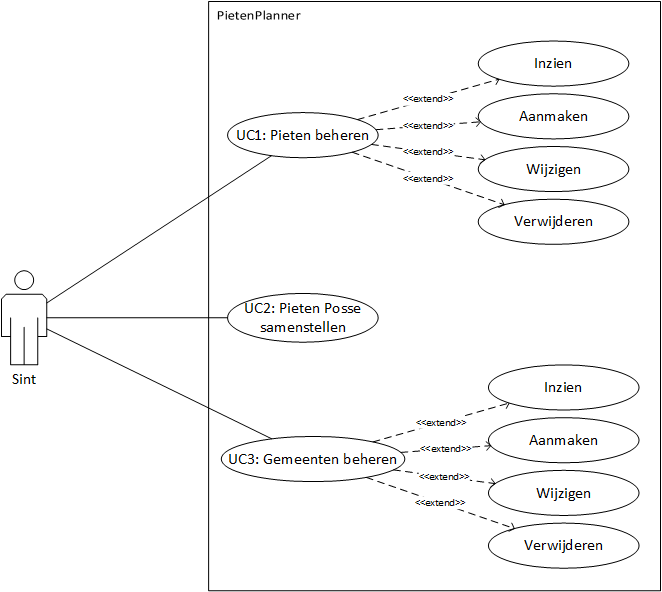 PietenPlanner
Inzien
<<extend>>
Aanmaken
<<extend>>
UC1: Pieten beheren
<<extend>>
Wijzigen
<<extend>>
Verwijderen
UC2: Pieten Posse
samenstellen
Sint
Inzien
<<extend>>
Aanmaken
<<extend>>
UC3: Gemeenten beheren
<<extend>>
Wijzigen
<<extend>>
Verwijderen